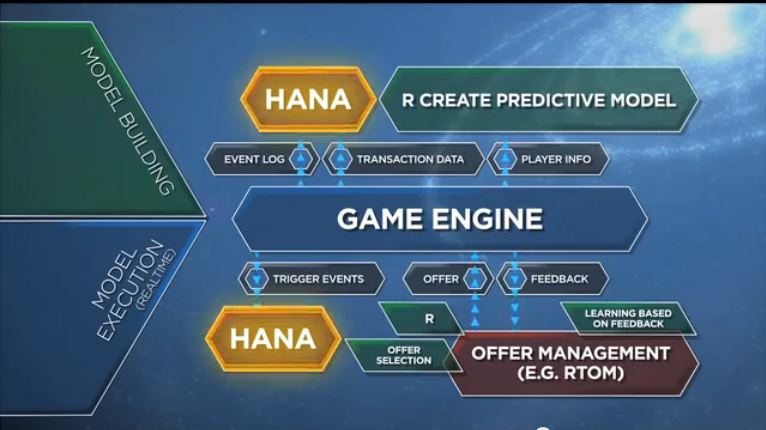 MODEL BUILDING
HANA
R CREATE PREDICTIVE MODEL
EVENT LOG
TRANSACTION DATA
PLAYER INFO
GAME ENGINE
MODEL
EXECUTION
(REALTIME)
TRIGGER EVENTS
OFFER
FEEDBACK
HANA
R
LEARNING BASED
ON FEEDBACK
OFFER
SELECTION
OFFER MANAGEMENT
(E.G. RTOM)